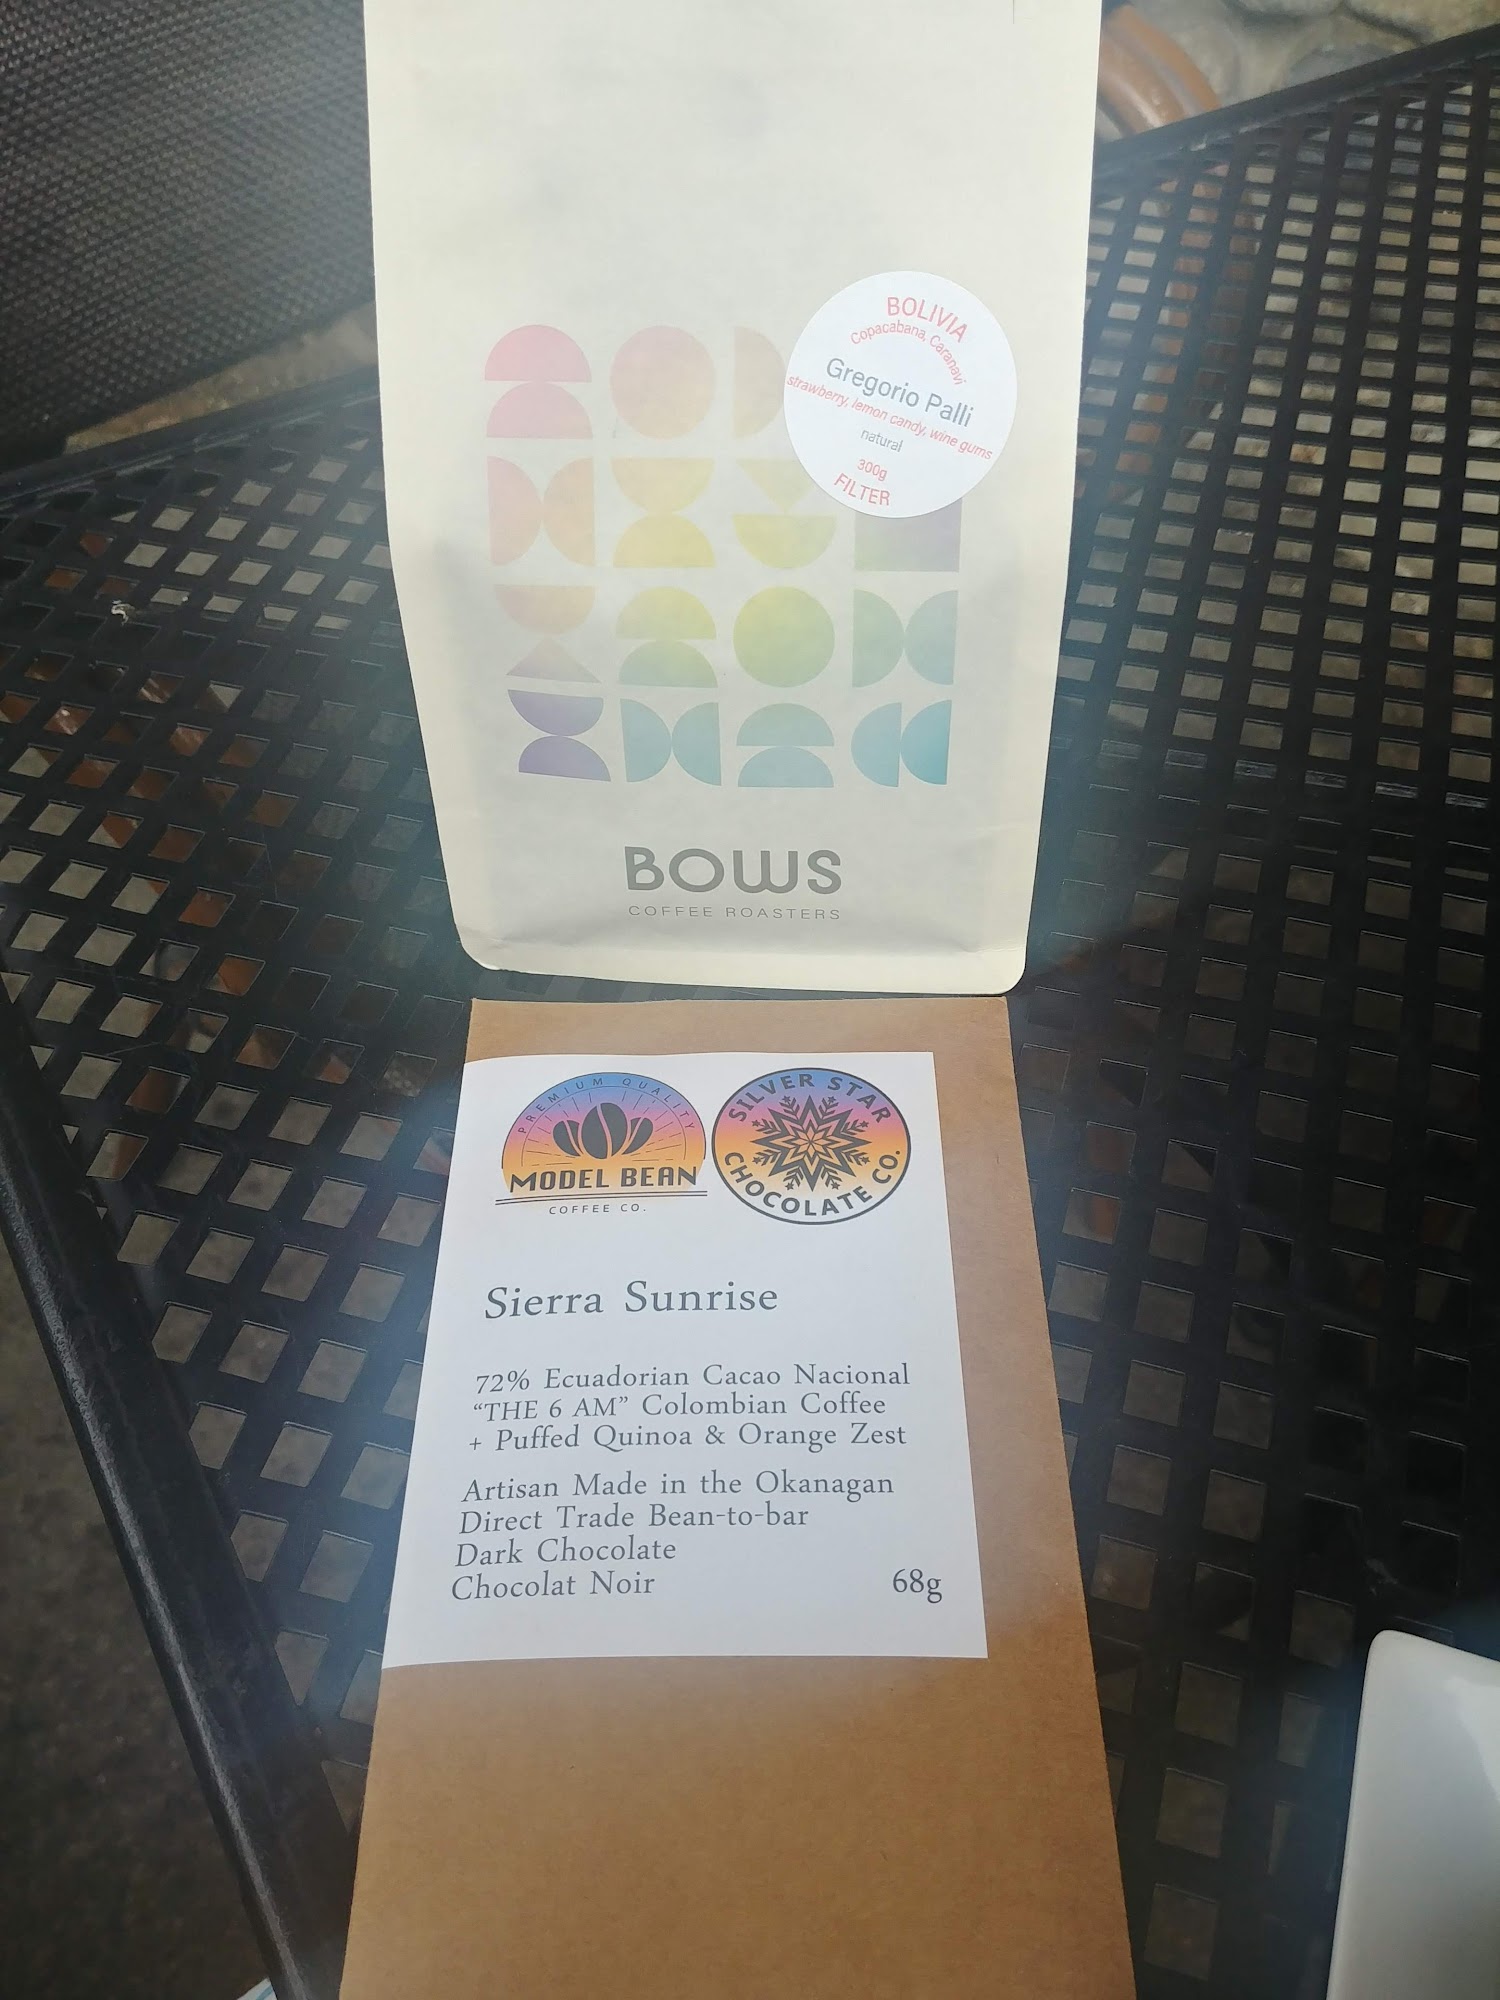 BOLIVIA
Copacabana, Caranavi
Gregorio Palli
strawberry, lemon candy, wine gums
natural
300g
FILTER
BOWS
COFFEE ROASTERS
PREMIUM QUALITY
MODEL BEAN
COFFEE CO.
SILVER STAR
CHOCOLATE CO.
Sierra Sunrise
72% Ecuadorian Cacao Nacional
“THE 6 AM” Colombian Coffee
+ Puffed Quinoa & Orange Zest
Artisan Made in the Okanagan
Direct Trade Bean-to-bar
Dark Chocolate
Chocolat Noir 68g